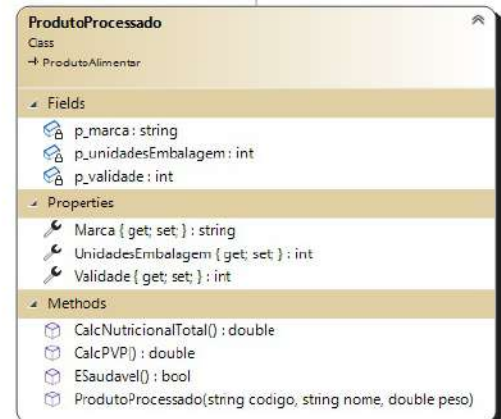 ProdutoProcessado
Class
ProdutoAlimentar
Fields
p_marca : string
p_unidadesEmbalagem : int
p_validade : int
Properties
Marca { get; set; } : string
UnidadesEmbalagem { get; set; } : int
Validade { get; set; } : int
Methods
CalcNutricionalTotal() : double
CalcPVP() : double
ESaudavel() : bool
ProdutoProcessado(string codigo, string nome, double peso)